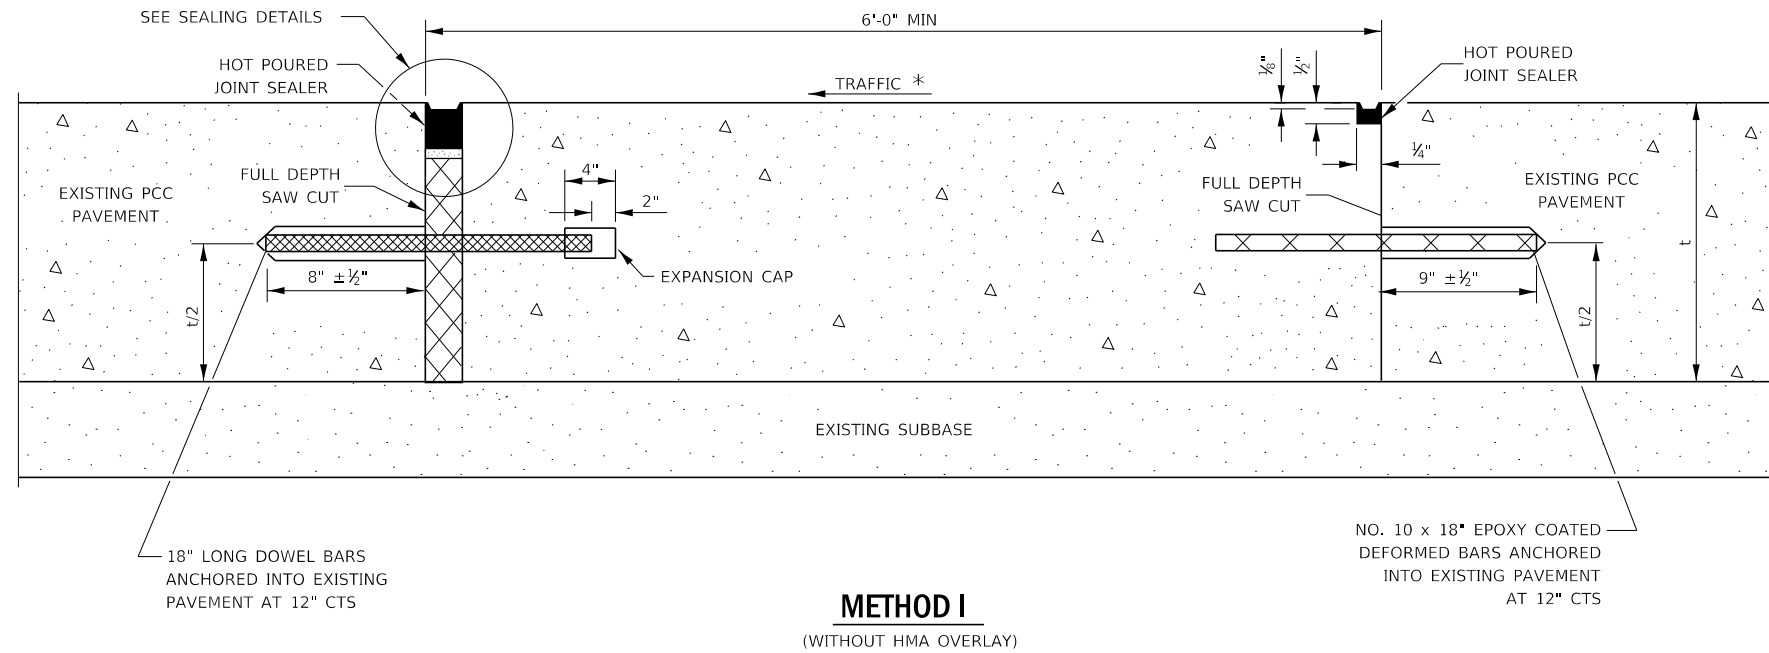 SEE SEALING DETAILS
6'-0" MIN
HOT POURED
JOINT SEALER
TRAFFIC *
⅛"
½"
HOT POURED
JOINT SEALER
EXISTING PCC
PAVEMENT
FULL DEPTH
SAW CUT
4"
2"
¼"
FULL DEPTH
SAW CUT
EXISTING PCC
PAVEMENT
8" ±½"
EXPANSION CAP
9" ±½"
t/2
t/2
t
EXISTING SUBBASE
18" LONG DOWEL BARS
ANCHORED INTO EXISTING
PAVEMENT AT 12" CTS
NO. 10 x 18" EPOXY COATED
DEFORMED BARS ANCHORED
INTO EXISTING PAVEMENT
AT 12" CTS
METHOD I
(WITHOUT HMA OVERLAY)